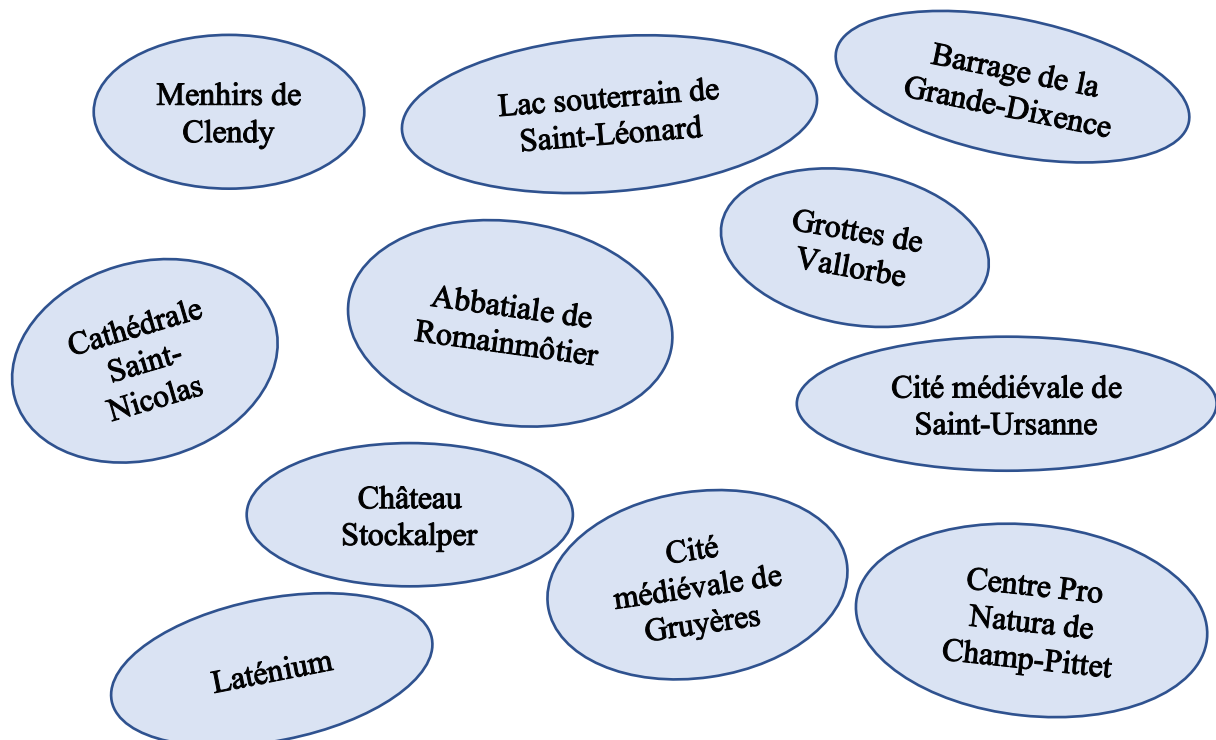 Menhirs de
Clendy
Lac souterrain de
Saint-Léonard
Barrage de la
Grande-Dixence
Grottes de
Vallorbe
Cathédrale
Saint-
Nicolas
Abbatiale de
Romainmôtier
Cité médiévale de
Saint-Ursanne
Château
Stockalper
Cité
médiévale de
Gruyères
Centre Pro
Natura de
Champ-Pittet
Laténium